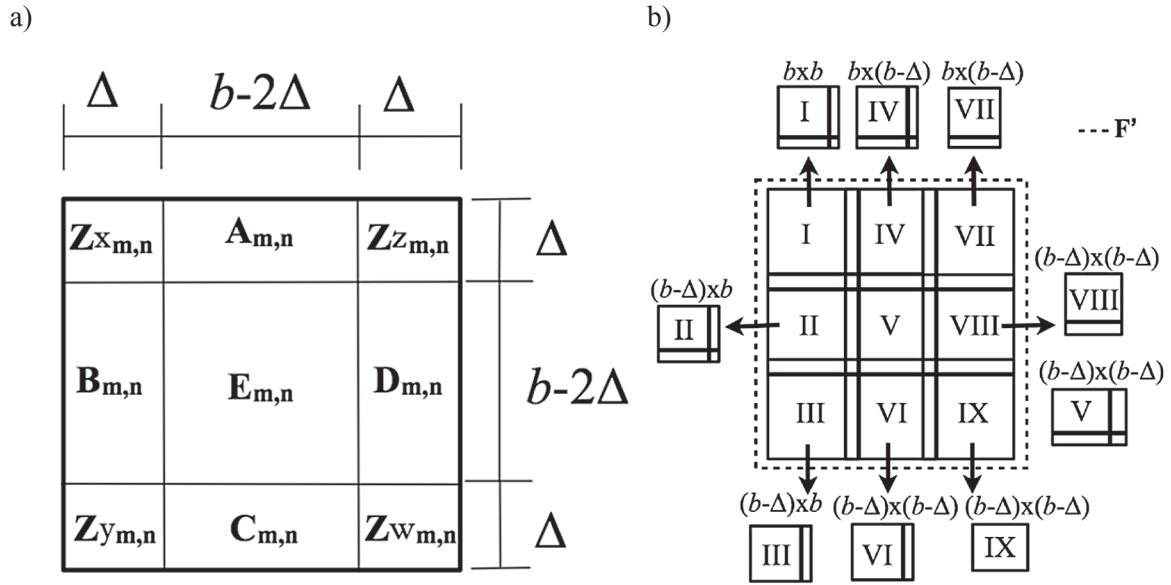 a)
Δ b-2Δ Δ
Zxm,n Am,n Zzm,n Δ
Bm,n Em,n Dm,n b-2Δ
Zym,n Cm,n Zwm,n Δ
b)
bxb bx(b-Δ) bx(b-Δ)
I IV VII
--- F'
I IV VII
(b-Δ)xb
II
II V VIII
(b-Δ)x(b-Δ)
VIII
(b-Δ)x(b-Δ)
V
III VI IX
(b-Δ)xb (b-Δ)x(b-Δ) (b-Δ)x(b-Δ)
III VI IX